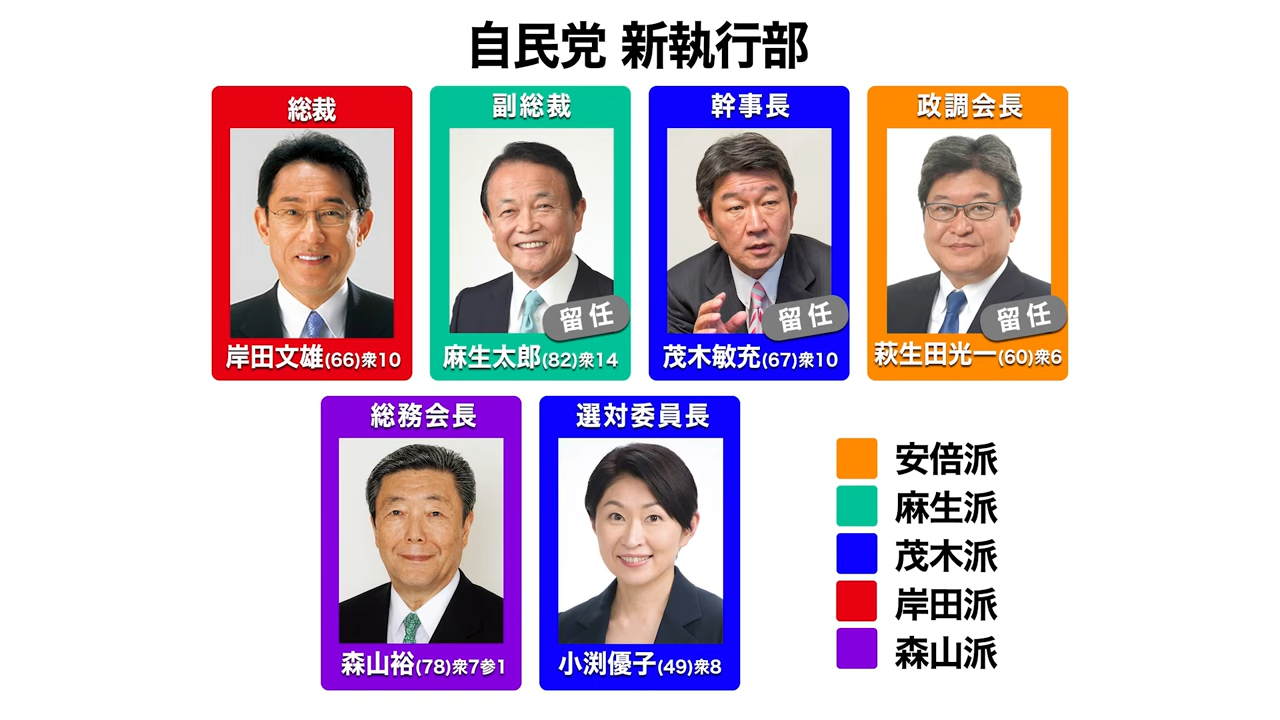 自民党 新執行部
総裁
岸田文雄(66)衆10
副総裁
留任
麻生太郎(82)衆14
幹事長
留任
茂木敏充(67)衆10
政調会長
留任
萩生田光一(60)衆6
総務会長
森山裕(78)衆7参1
選対委員長
小渕優子(49)衆8
安倍派
麻生派
茂木派
岸田派
森山派